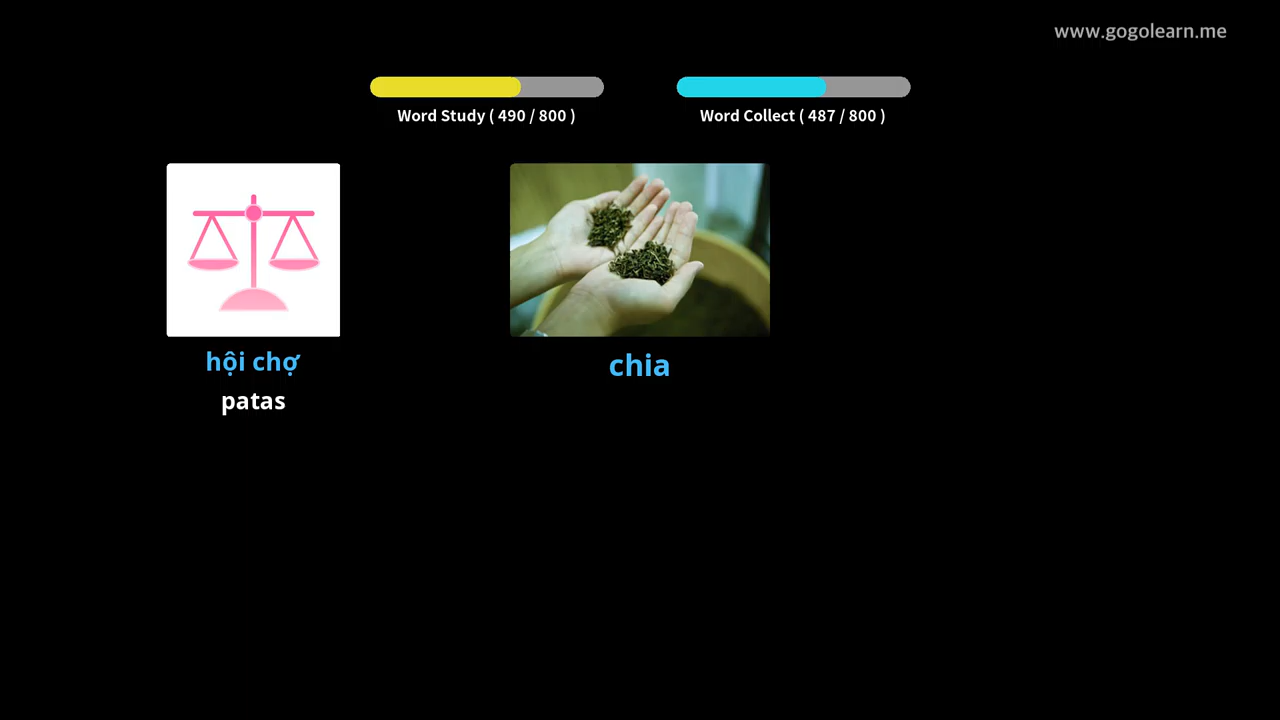 www.gogolearn.me
Word Study ( 490 / 800 )
Word Collect ( 487 / 800 )
hội chợ
patas
chia